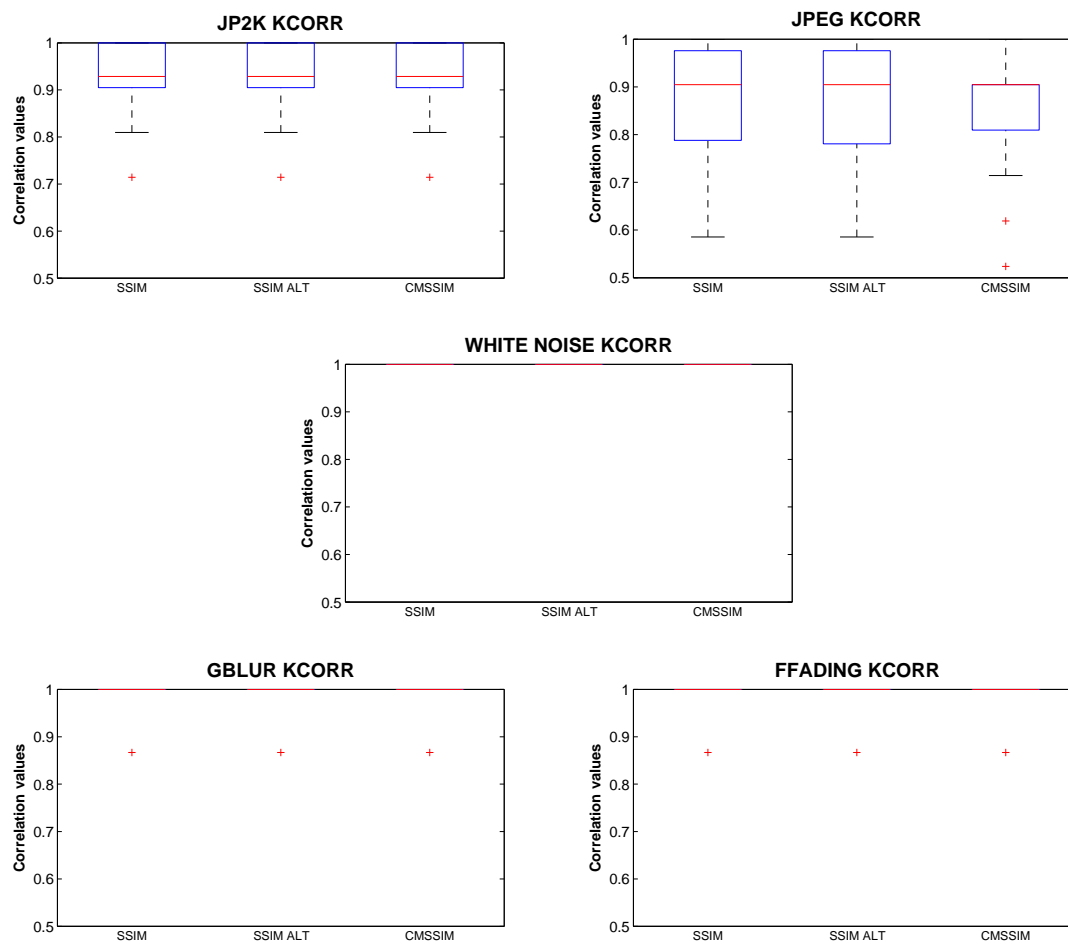 JP2K KCORR
Correlation values
1
0.9
0.8
0.7
0.6
0.5
SSIM SSIM ALT CMSSIM
JPEG KCORR
Correlation values
1
0.9
0.8
0.7
0.6
0.5
SSIM SSIM ALT CMSSIM
WHITE NOISE KCORR
Correlation values
1
0.9
0.8
0.7
0.6
0.5
SSIM SSIM ALT CMSSIM
GBLUR KCORR
Correlation values
1
0.9
0.8
0.7
0.6
0.5
SSIM SSIM ALT CMSSIM
FFADING KCORR
Correlation values
1
0.9
0.8
0.7
0.6
0.5
SSIM SSIM ALT CMSSIM